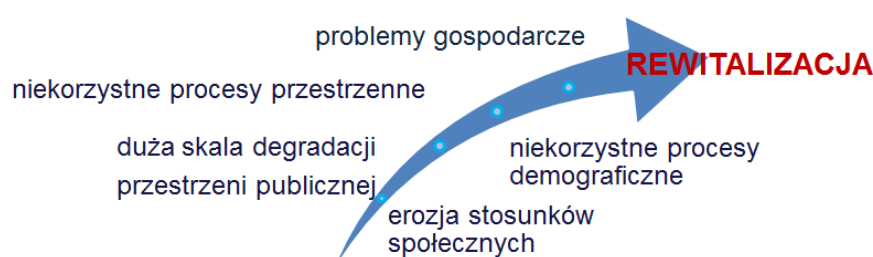 problemy gospodarcze
REWITALIZACJA
niekorzystne procesy przestrzenne
duża skala degradacji
przestrzeni publicznej
niekorzystne procesy
demograficzne
erozja stosunków
społecznych